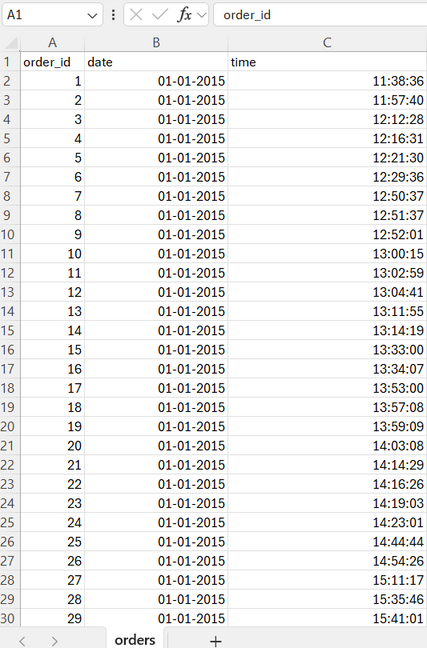 A1 fx order_id
A B C
1 order_id date time
2 1 01-01-2015 11:38:36
3 2 01-01-2015 11:57:40
4 3 01-01-2015 12:12:28
5 4 01-01-2015 12:16:31
6 5 01-01-2015 12:21:30
7 6 01-01-2015 12:29:36
8 7 01-01-2015 12:50:37
9 8 01-01-2015 12:51:37
10 9 01-01-2015 12:52:01
11 10 01-01-2015 13:00:15
12 11 01-01-2015 13:02:59
13 12 01-01-2015 13:04:41
14 13 01-01-2015 13:11:55
15 14 01-01-2015 13:14:19
16 15 01-01-2015 13:33:00
17 16 01-01-2015 13:34:07
18 17 01-01-2015 13:53:00
19 18 01-01-2015 13:57:08
20 19 01-01-2015 13:59:09
21 20 01-01-2015 14:03:08
22 21 01-01-2015 14:14:29
23 22 01-01-2015 14:16:26
24 23 01-01-2015 14:19:03
25 24 01-01-2015 14:23:01
26 25 01-01-2015 14:44:44
27 26 01-01-2015 14:54:26
28 27 01-01-2015 15:11:17
29 28 01-01-2015 15:35:46
30 29 01-01-2015 15:41:01
orders +